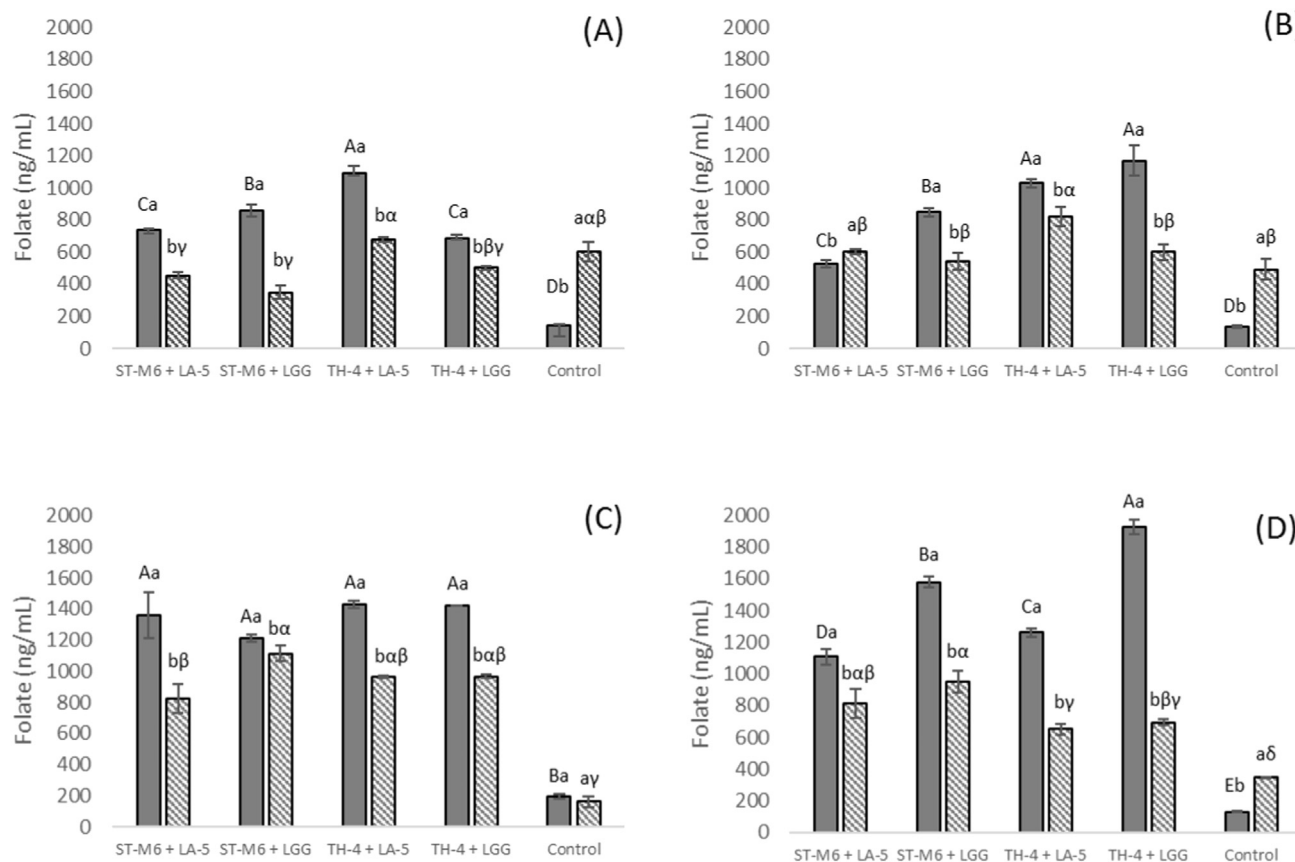 (A)
Folate (ng/mL)
2000
1800
1600
1400
1200
1000
800
600
400
200
0
Ca
bγ
Ba
bγ
Aa
bα
Ca
bβγ
Db
aαβ
ST-M6 + LA-5
ST-M6 + LGG
TH-4 + LA-5
TH-4 + LGG
Control
(B)
Folate (ng/mL)
2000
1800
1600
1400
1200
1000
800
600
400
200
0
Cb
aβ
Ba
bβ
Aa
bα
Aa
bβ
Db
aβ
ST-M6 + LA-5
ST-M6 + LGG
TH-4 + LA-5
TH-4 + LGG
Control
(C)
Folate (ng/mL)
2000
1800
1600
1400
1200
1000
800
600
400
200
0
Aa
bβ
Aa
bα
Aa
bαβ
Aa
bαβ
Ba
aγ
ST-M6 + LA-5
ST-M6 + LGG
TH-4 + LA-5
TH-4 + LGG
Control
(D)
Folate (ng/mL)
2000
1800
1600
1400
1200
1000
800
600
400
200
0
Da
bαβ
Ba
bα
Ca
bγ
Aa
bβγ
Eb
aδ
ST-M6 + LA-5
ST-M6 + LGG
TH-4 + LA-5
TH-4 + LGG
Control